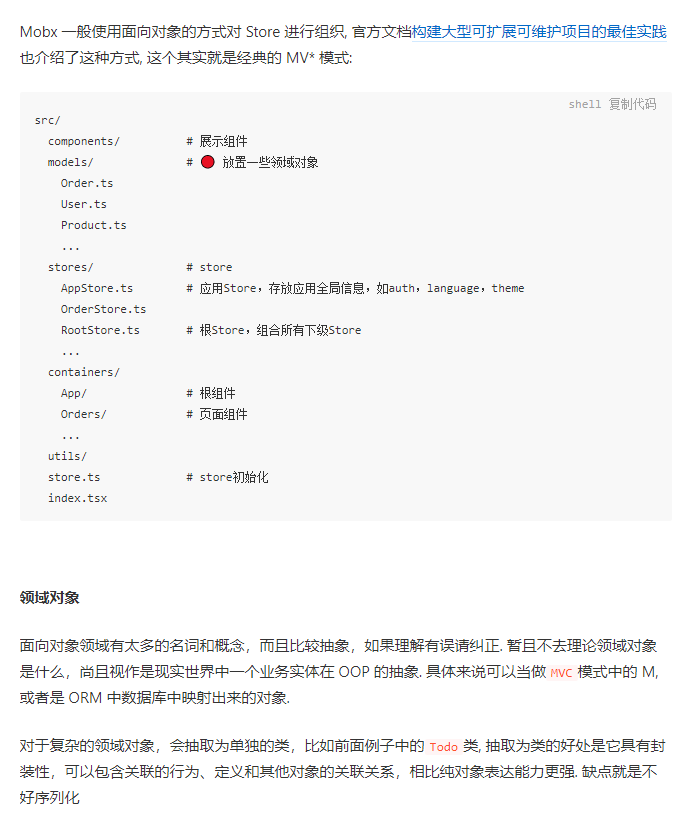 Mobx 一般使用面向对象的方式对 Store 进行组织, 官方文档构建大型可扩展可维护项目的最佳实践
也介绍了这种方式, 这个其实就是经典的 MV* 模式:
shell 复制代码
src/
components/ # 展示组件
models/ # 🔴 放置一些领域对象
Order.ts
User.ts
Product.ts
...
stores/ # store
AppStore.ts # 应用Store，存放应用全局信息，如auth，language，theme
OrderStore.ts
RootStore.ts # 根Store，组合所有下级Store
...
containers/
App/ # 根组件
Orders/ # 页面组件
...
utils/
store.ts # store初始化
index.tsx
领域对象
面向对象领域有太多的名词和概念，而且比较抽象，如果理解有误请纠正. 暂且不去理论领域对象
是什么，尚且视作是现实世界中一个业务实体在 OOP 的抽象. 具体来说可以当做 MVC 模式中的 M,
或者是 ORM 中数据库中映射出来的对象.
对于复杂的领域对象，会抽取为单独的类，比如前面例子中的 Todo 类, 抽取为类的好处是它具有封
装性，可以包含关联的行为、定义和其他对象的关联关系，相比纯对象表达能力更强. 缺点就是不
好序列化